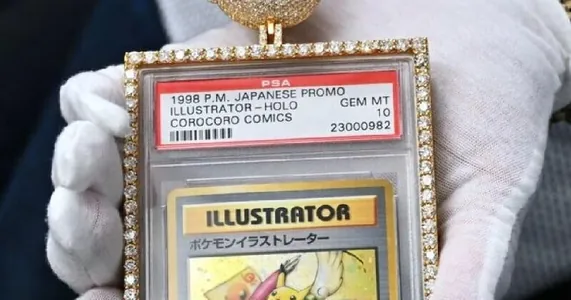 PSA
1998 P.M. JAPANESE PROMO
ILLUSTRATOR-HOLO GEM MT
COROCORO COMICS 10
23000982
ILLUSTRATOR
ポケモンイラストレーター